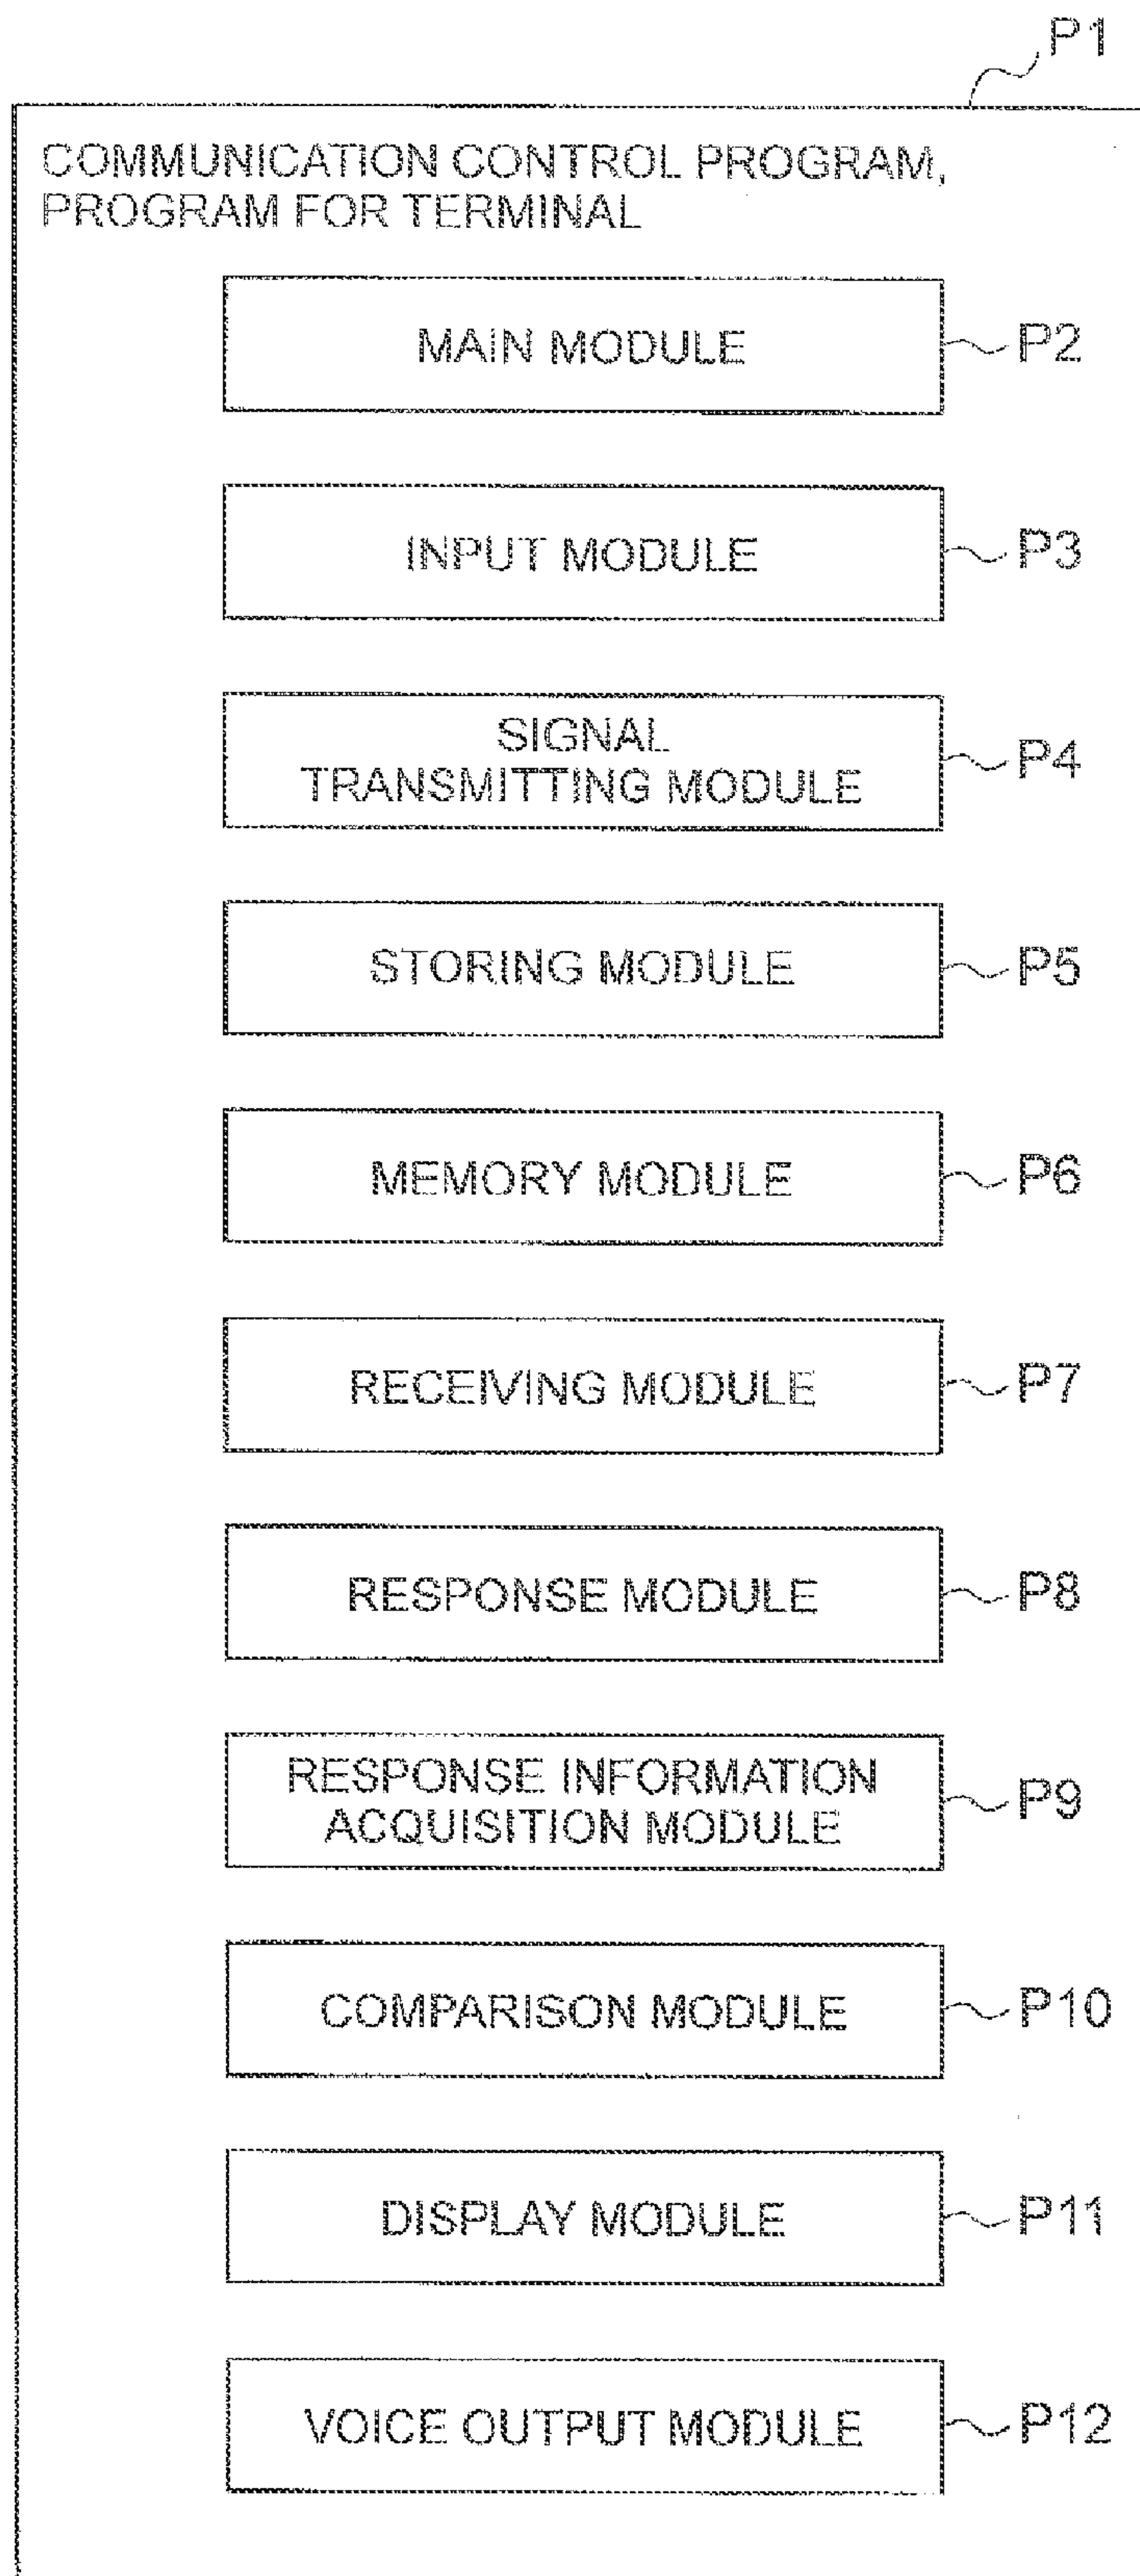 P1
COMMUNICATION CONTROL PROGRAM,
PROGRAM FOR TERMINAL
MAIN MODULE
P2
INPUT MODULE
P3
SIGNAL
TRANSMITTING MODULE
P4
STORING MODULE
P5
MEMORY MODULE
P6
RECEIVING MODULE
P7
RESPONSE MODULE
P8
RESPONSE INFORMATION
ACQUISITION MODULE
P9
COMPARISON MODULE
P10
DISPLAY MODULE
P11
VOICE OUTPUT MODULE
P12